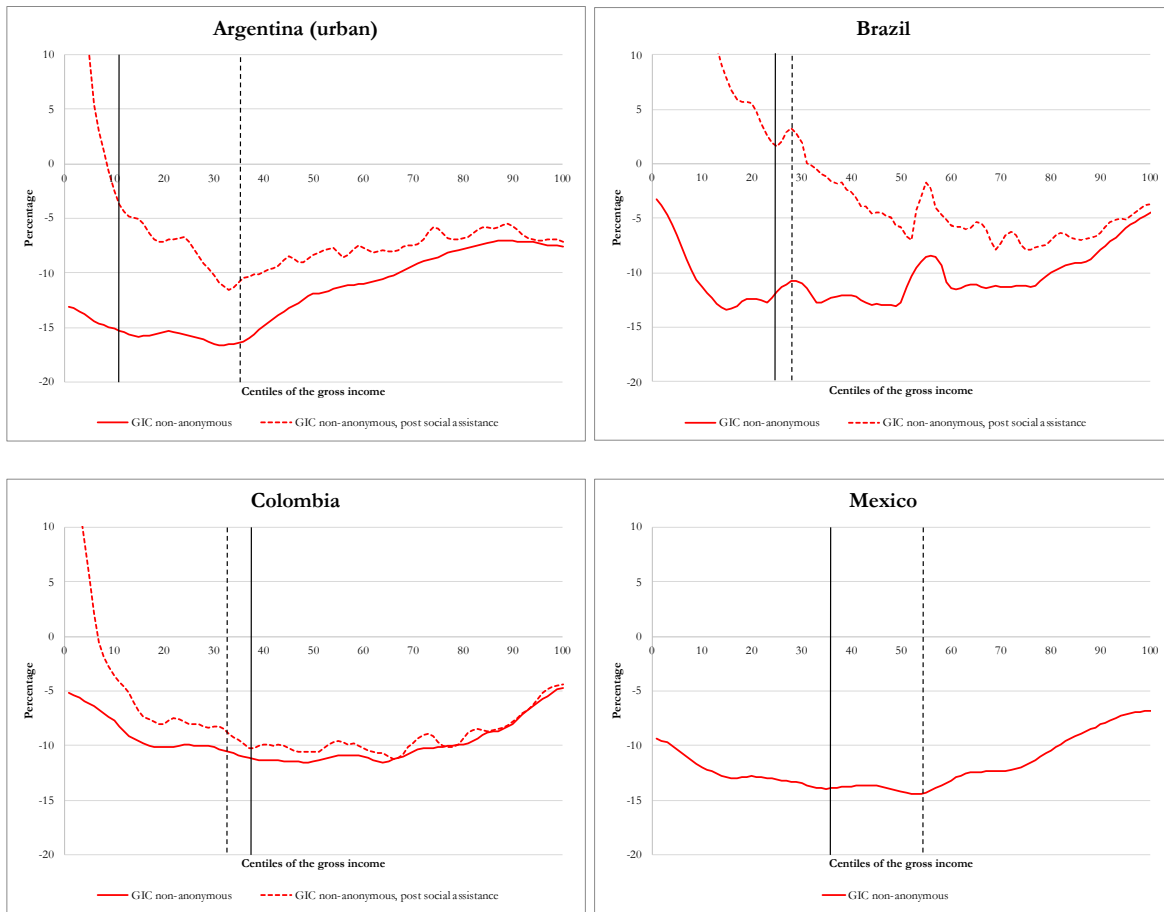 Argentina (urban)
10
5
0
0 10 20 30 40 50 60 70 80 90 100
-5
-10
-15
-20
Percentage
Centiles of the gross income
GIC non-anonymous GIC non-anonymous, post social assistance
Brazil
10
5
0
0 10 20 30 40 50 60 70 80 90 100
-5
-10
-15
-20
Percentage
Centiles of the gross income
GIC non-anonymous GIC non-anonymous, post social assistance
Colombia
10
5
0
0 10 20 30 40 50 60 70 80 90 100
-5
-10
-15
-20
Percentage
Centiles of the gross income
GIC non-anonymous GIC non-anonymous, post social assistance
Mexico
10
5
0
0 10 20 30 40 50 60 70 80 90 100
-5
-10
-15
-20
Percentage
Centiles of the gross income
GIC non-anonymous